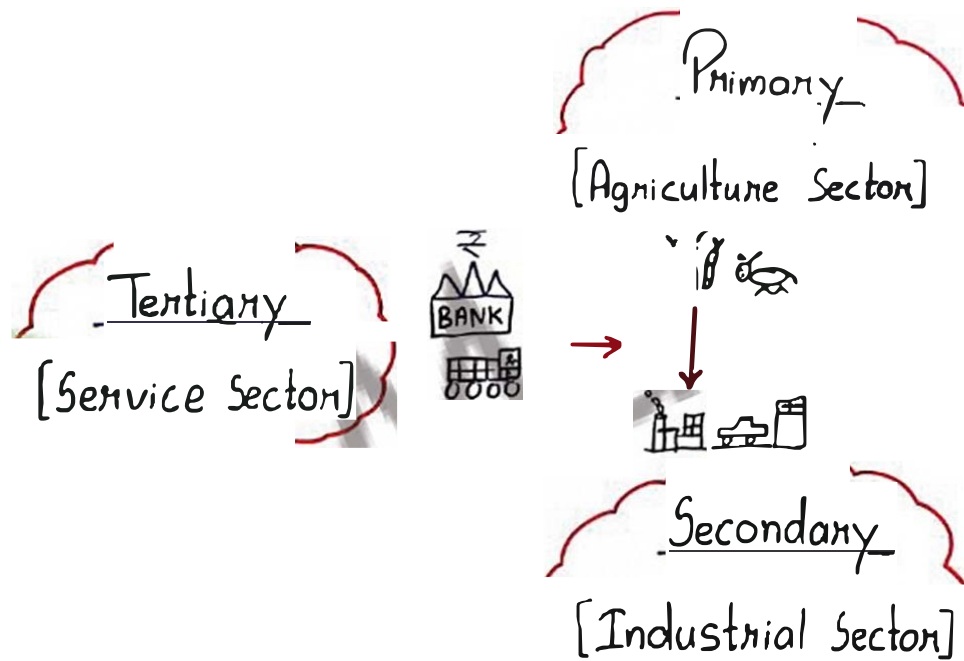 Primary
[Agriculture Sector]
Tertiary
[Service Sector]
BANK
Secondary
[Industrial Sector]